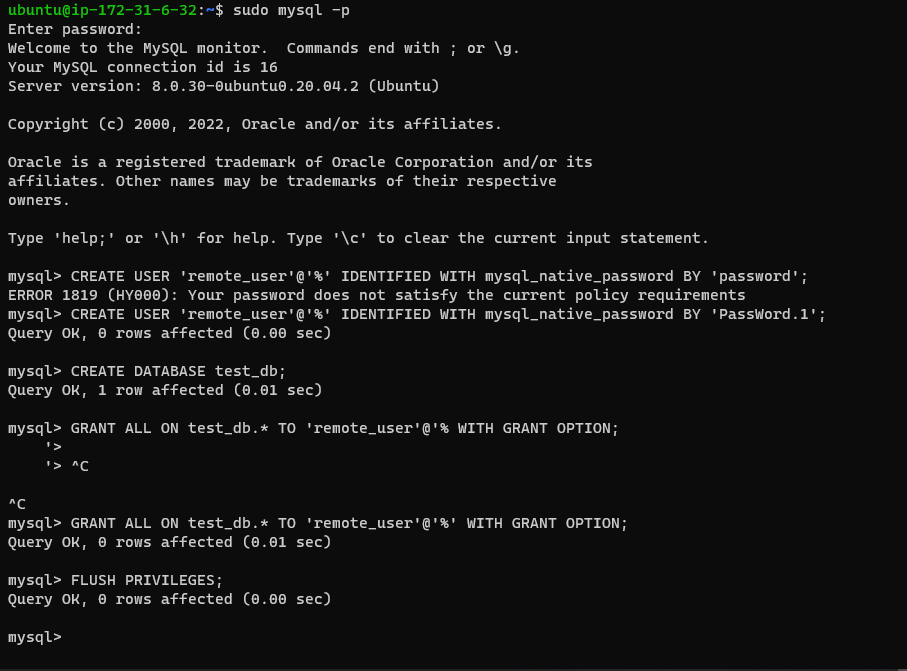 ubuntu@ip-172-31-6-32:~$ sudo mysql -p
Enter password:
Welcome to the MySQL monitor.  Commands end with ; or \g.
Your MySQL connection id is 16
Server version: 8.0.30-0ubuntu0.20.04.2 (Ubuntu)

Copyright (c) 2000, 2022, Oracle and/or its affiliates.

Oracle is a registered trademark of Oracle Corporation and/or its
affiliates. Other names may be trademarks of their respective
owners.

Type 'help;' or '\h' for help. Type '\c' to clear the current input statement.

mysql> CREATE USER 'remote_user'@'%' IDENTIFIED WITH mysql_native_password BY 'password';
ERROR 1819 (HY000): Your password does not satisfy the current policy requirements
mysql> CREATE USER 'remote_user'@'%' IDENTIFIED WITH mysql_native_password BY 'PassWord.1';
Query OK, 0 rows affected (0.00 sec)

mysql> CREATE DATABASE test_db;
Query OK, 1 row affected (0.01 sec)

mysql> GRANT ALL ON test_db.* TO 'remote_user'@'% WITH GRANT OPTION;
    '>
    '> ^C

^C
mysql> GRANT ALL ON test_db.* TO 'remote_user'@'%' WITH GRANT OPTION;
Query OK, 0 rows affected (0.01 sec)

mysql> FLUSH PRIVILEGES;
Query OK, 0 rows affected (0.00 sec)

mysql>